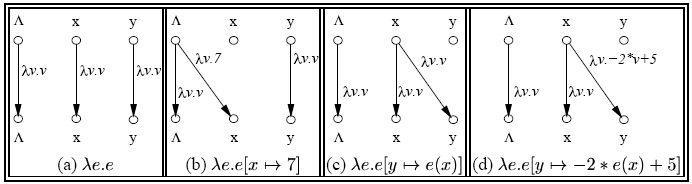 Λ x y Λ x y Λ x y Λ x y
λv.−2*v+5
λv.7 λv.v
λv.v λv.v λv.v λv.v λv.v λv.v λv.v λv.v λv.v
Λ x y Λ x y Λ x y Λ x y
(a) λe.e (b) λe.e[x ↦ 7] (c) λe.e[y ↦ e(x)] (d) λe.e[y ↦ −2 ∗ e(x) + 5]